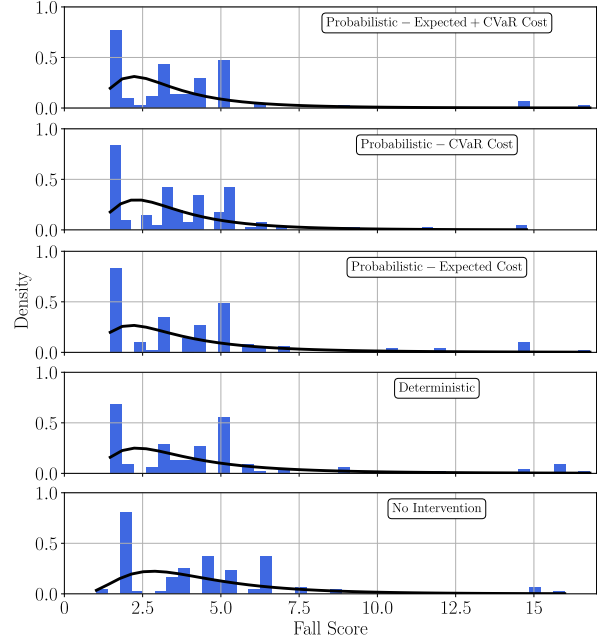 1.0
Probabilistic − Expected + CVaR Cost
0.5
0.0
1.0
Probabilistic − CVaR Cost
0.5
0.0
1.0
Probabilistic − Expected Cost
0.5
0.0
Density
1.0
Deterministic
0.5
0.0
1.0
No Intervention
0.5
0.0
0 2.5 5.0 7.5 10.0 12.5 15
Fall Score